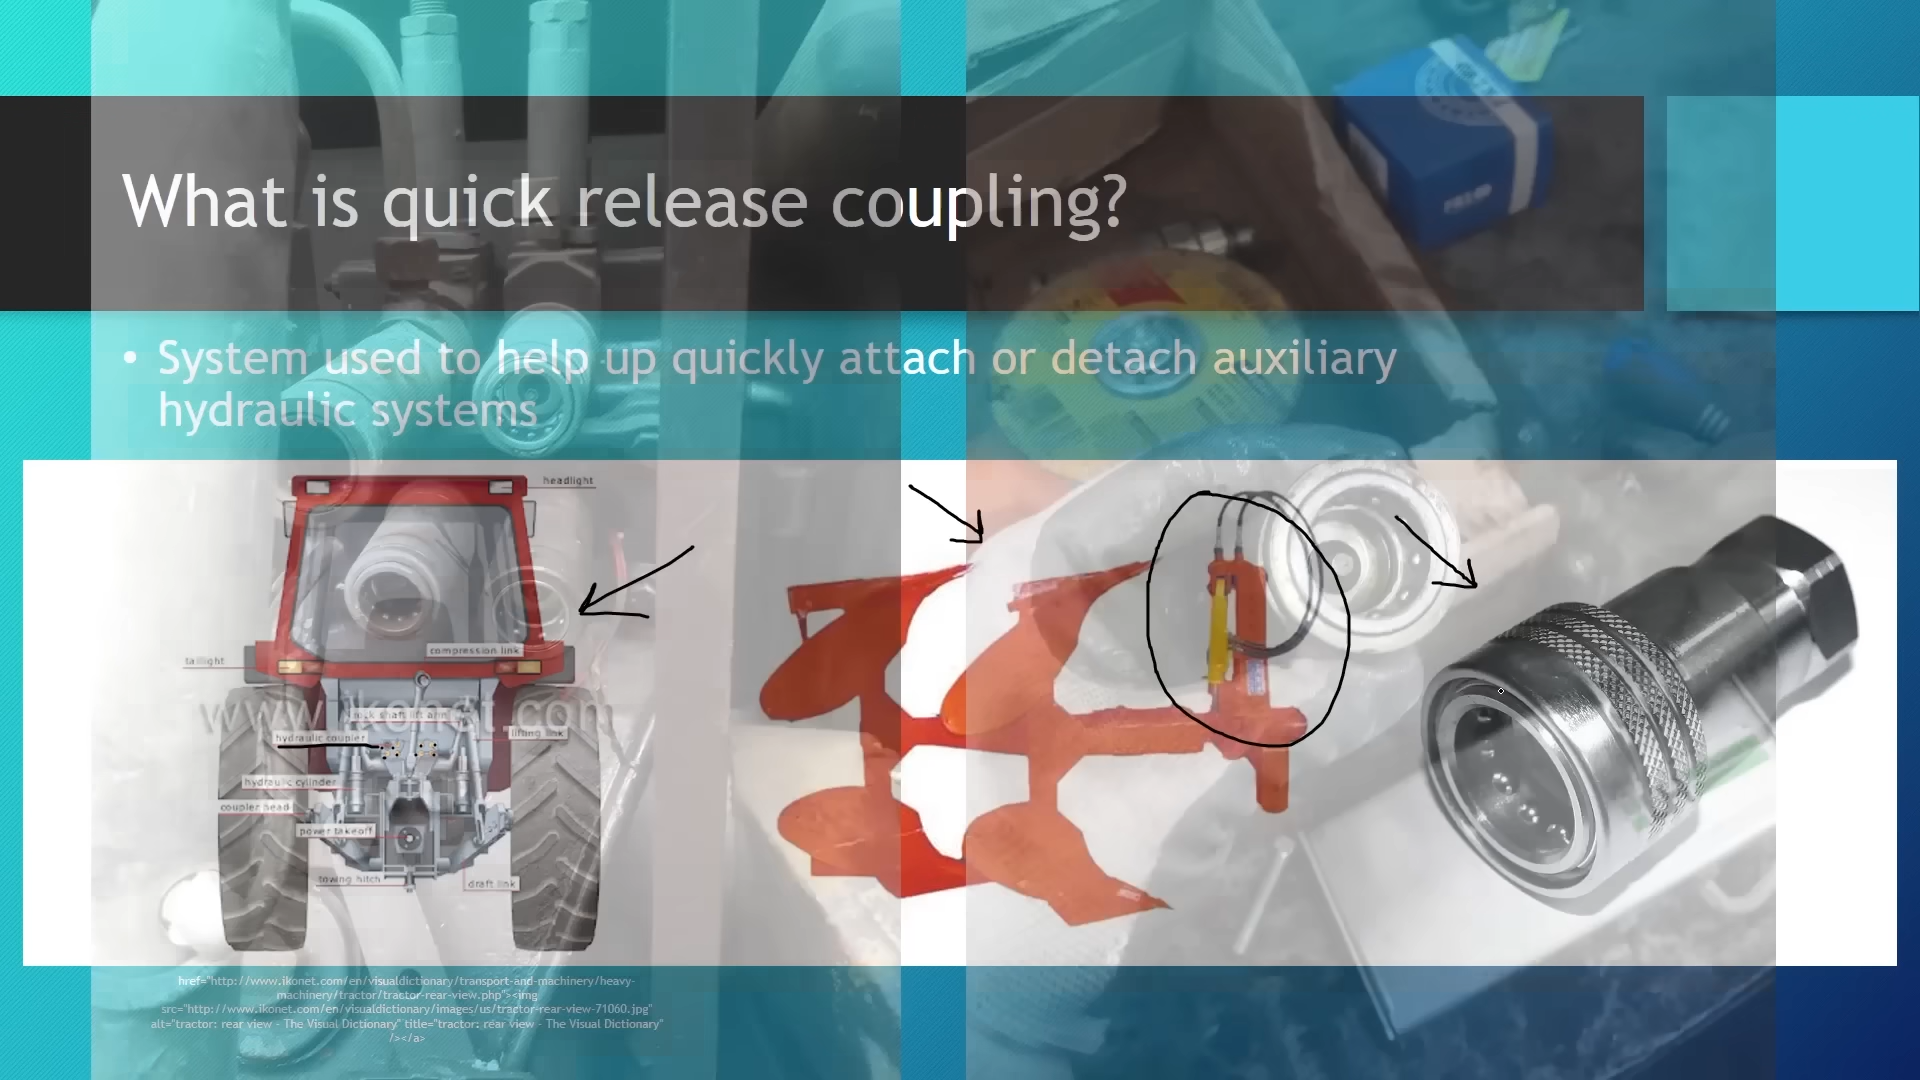 What is quick release coupling?
• System used to help up quickly attach or detach auxiliary
hydraulic systems
headlight
compression link
taillight
www.ikonet.com
rock shaft lift arm
lifting link
hydraulic coupler
hydraulic cylinder
coupler head
power takeoff
towing hitch
draft link
href="http://www.ikonet.com/en/visualdictionary/transport-and-machinery/heavy-
machinery/tractor/tractor-rear-view.php"><img
src="http://www.ikonet.com/en/visualdictionary/images/us/tractor-rear-view-71060.jpg"
alt="tractor: rear view - The Visual Dictionary" title="tractor: rear view - The Visual Dictionary"
/></a>